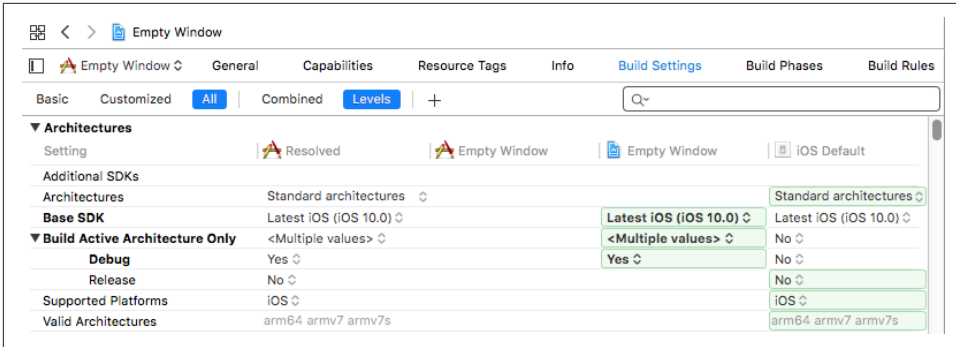 Empty Window
Empty Window General Capabilities Resource Tags Info Build Settings Build Phases Build Rules
Basic Customized All Combined Levels +
Architectures
Setting Resolved Empty Window Empty Window iOS Default
Additional SDKs
Architectures Standard architectures Standard architectures
Base SDK Latest iOS (iOS 10.0) Latest iOS (iOS 10.0) Latest iOS (iOS 10.0)
Build Active Architecture Only <Multiple values> <Multiple values> No
Debug Yes Yes No
Release No No
Supported Platforms iOS iOS
Valid Architectures arm64 armv7 armv7s arm64 armv7 armv7s